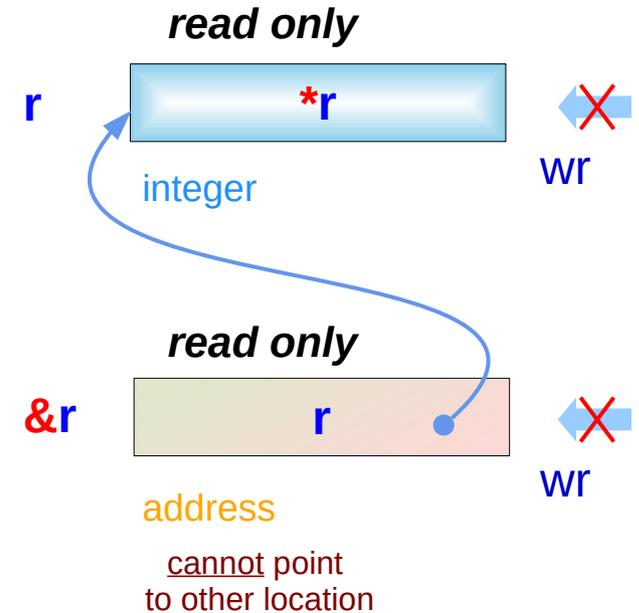 read only
r
*r
wr
integer
read only
&r
r
wr
address
cannot point
to other location